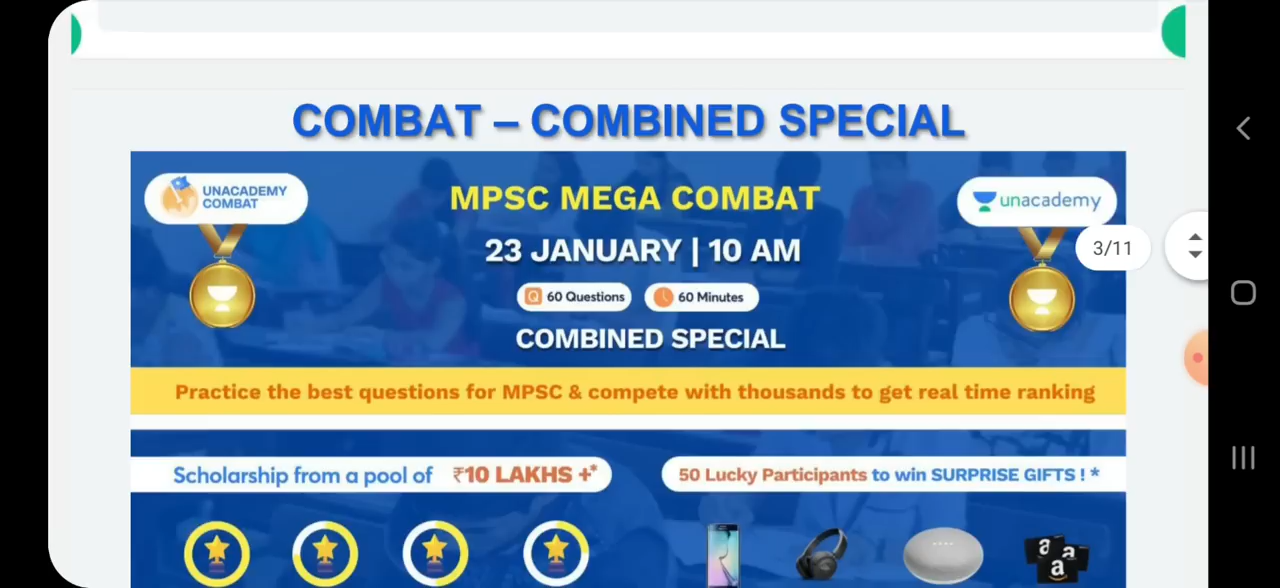 COMBAT – COMBINED SPECIAL
UNACADEMY
COMBAT
MPSC MEGA COMBAT
unacademy
23 JANUARY | 10 AM
3/11
Q 60 Questions
60 Minutes
COMBINED SPECIAL
Practice the best questions for MPSC & compete with thousands to get real time ranking
Scholarship from a pool of ₹10 LAKHS +*
50 Lucky Participants to win SURPRISE GIFTS ! *
a a
a